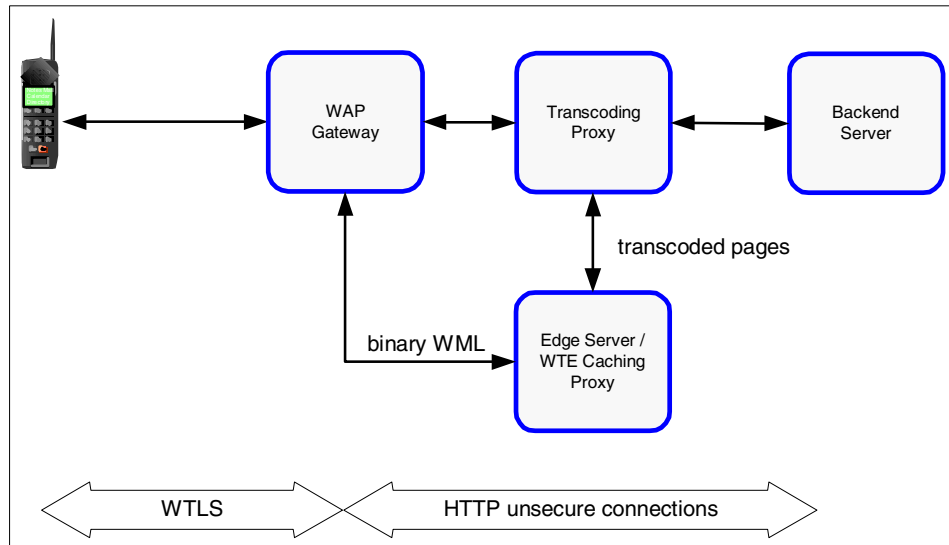 WAP
Gateway
Transcoding
Proxy
Backend
Server
transcoded pages
binary WML
Edge Server /
WTE Caching
Proxy
WTLS
HTTP unsecure connections